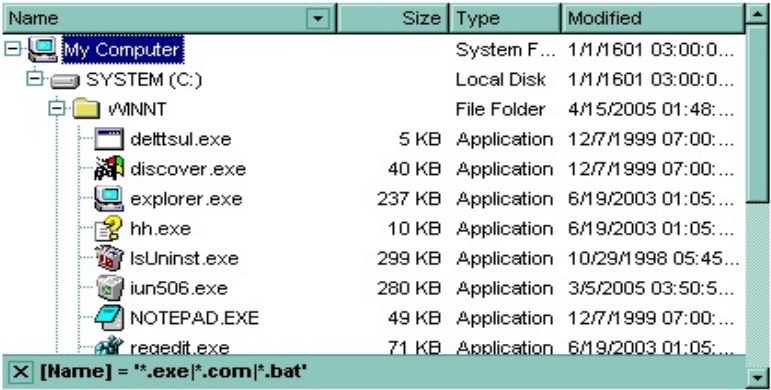 Name Size Type Modified
My Computer System F... 1/1/1601 03:00:0...
SYSTEM (C:) Local Disk 1/1/1601 03:00:0...
WINNT File Folder 4/15/2005 01:48:...
delttsul.exe 5 KB Application 12/7/1999 07:00:...
discover.exe 40 KB Application 12/7/1999 07:00:...
explorer.exe 237 KB Application 6/19/2003 01:05:...
hh.exe 10 KB Application 6/19/2003 01:05:...
IsUninst.exe 299 KB Application 10/29/1998 05:45...
iun506.exe 280 KB Application 3/5/2005 03:50:5...
NOTEPAD.EXE 49 KB Application 12/7/1999 07:00:...
regedit.exe 71 KB Application 6/19/2003 01:05:...
[Name] = '*.exe|*.com|*.bat'